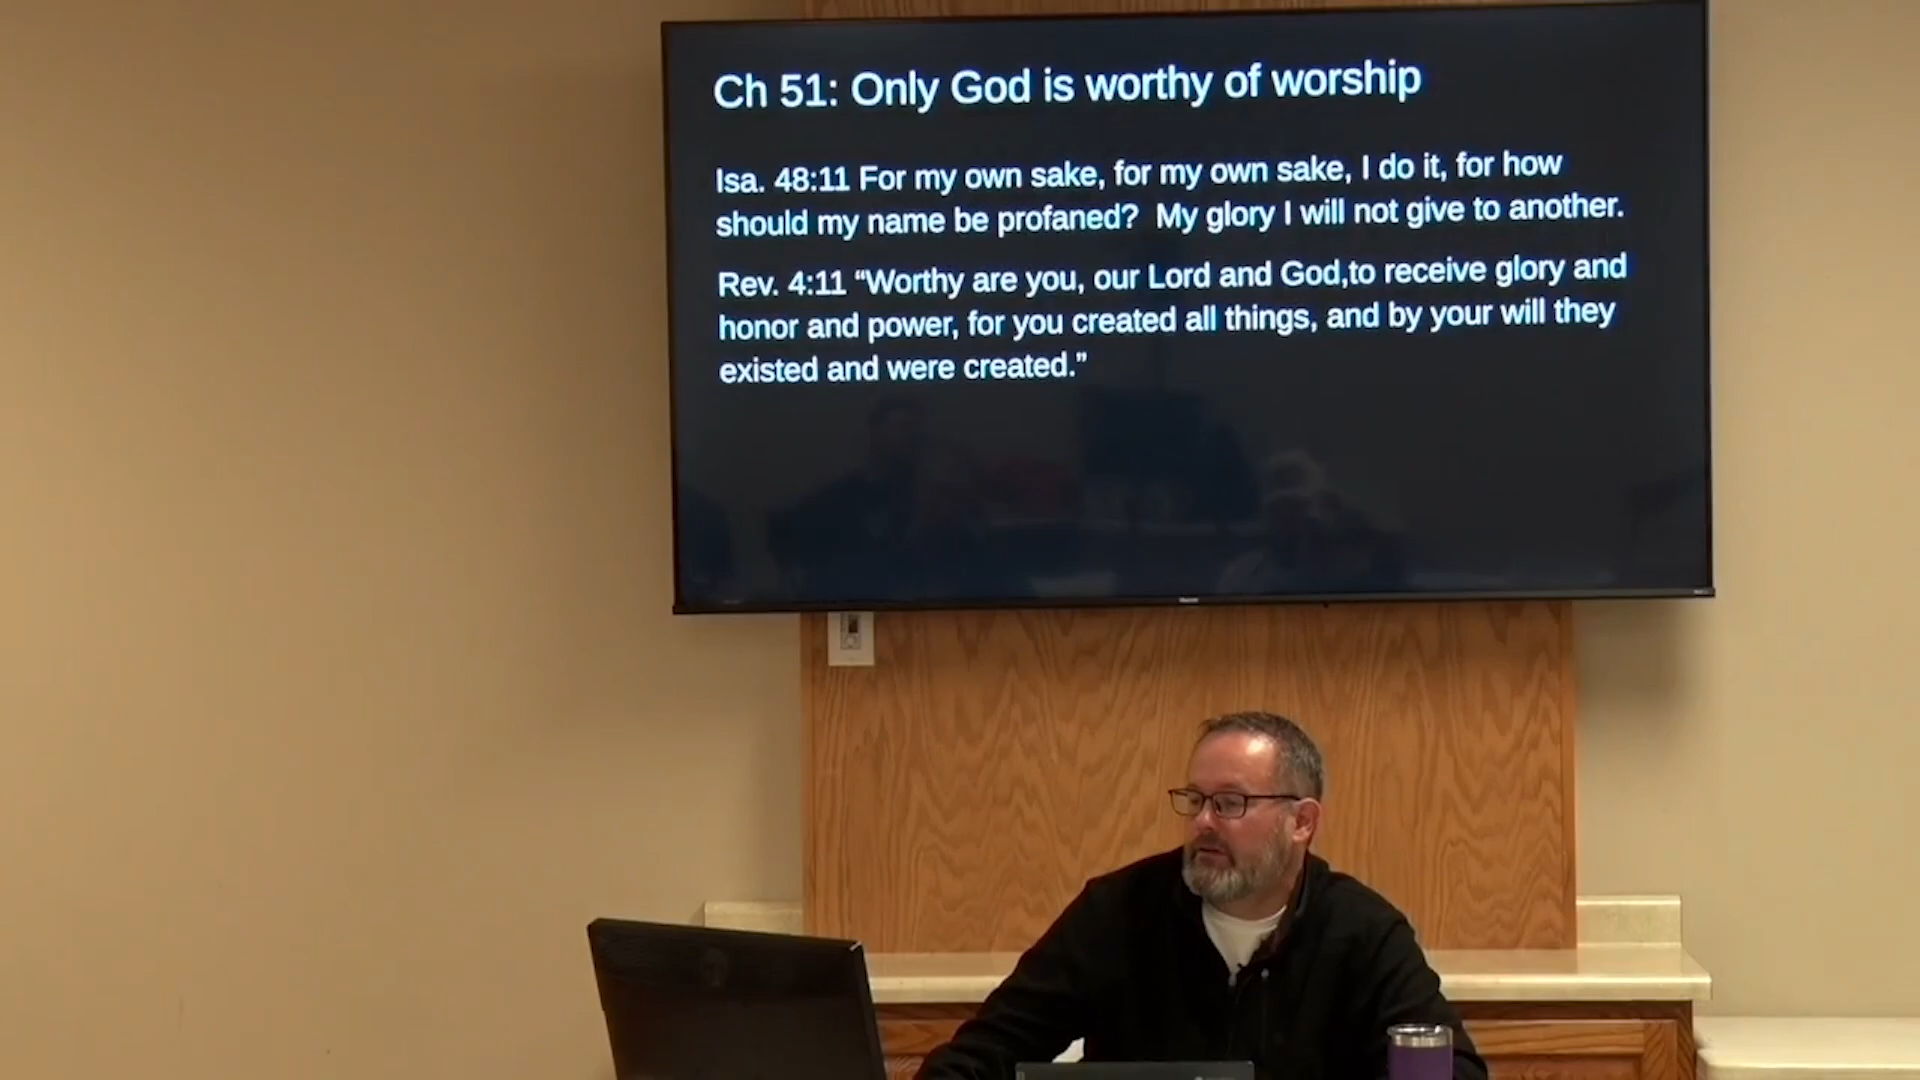 Ch 51: Only God is worthy of worship
Isa. 48:11 For my own sake, for my own sake, I do it, for how
should my name be profaned?  My glory I will not give to another.
Rev. 4:11 “Worthy are you, our Lord and God,to receive glory and
honor and power, for you created all things, and by your will they
existed and were created.”